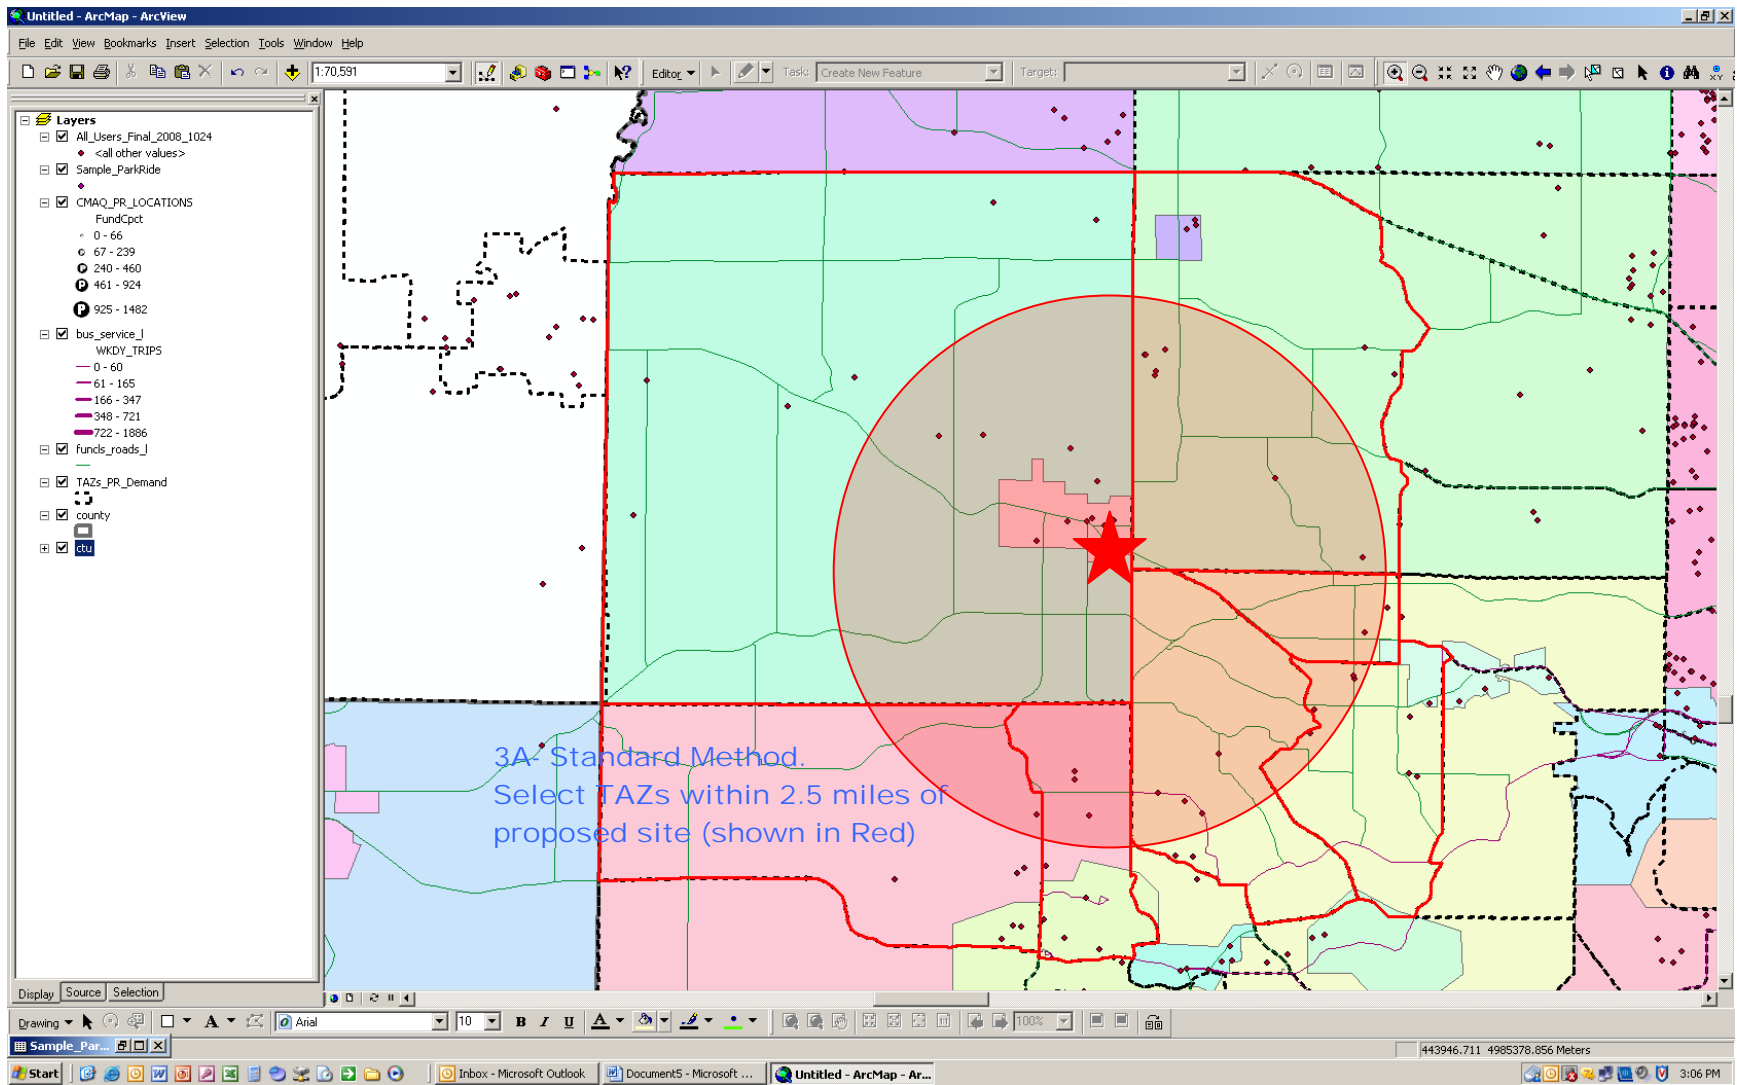 Untitled - ArcMap - ArcView
File Edit View Bookmarks Insert Selection Tools Window Help
1:70,591 Editor Task: Create New Feature Target:
Layers
All_Users_Final_2008_1024
<all other values>
Sample_ParkRide
CMAQ_PR_LOCATIONS
FundCpct
0 - 66
67 - 239
240 - 460
461 - 924
925 - 1482
bus_service_l
WKDY_TRIPS
0 - 60
61 - 165
166 - 347
348 - 721
722 - 1886
funcls_roads_l
TAZs_PR_Demand
county
ctu
3A- Standard Method.
Select TAZs within 2.5 miles of
proposed site (shown in Red)
Display Source Selection
Drawing A Arial 10 B I U A 100%
Sample_Par...
443946.711 4985378.856 Meters
Start Inbox - Microsoft Outlook Document5 - Microsoft ... Untitled - ArcMap - Ar... 3:06 PM